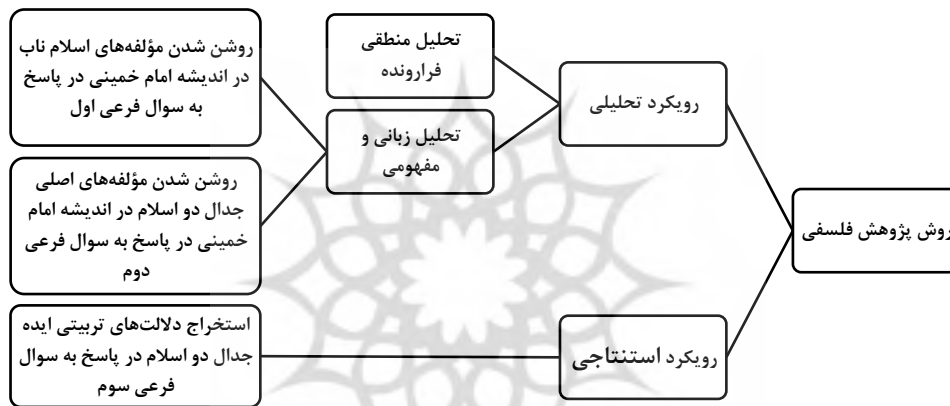 روش پژوهش فلسفی
رویکرد تحلیلی
تحلیل منطقی
فرارونده
تحلیل زبانی و
مفهومی
روشن شدن مؤلفه‌های اسلام ناب
در اندیشه امام خمینی در پاسخ
به سوال فرعی اول
روشن شدن مؤلفه‌های اصلی
جدال دو اسلام در اندیشه امام
خمینی در پاسخ به سوال فرعی
دوم
رویکرد استنتاجی
استخراج دلالت‌های تربیتی ایده
جدال دو اسلام در پاسخ به سوال
فرعی سوم